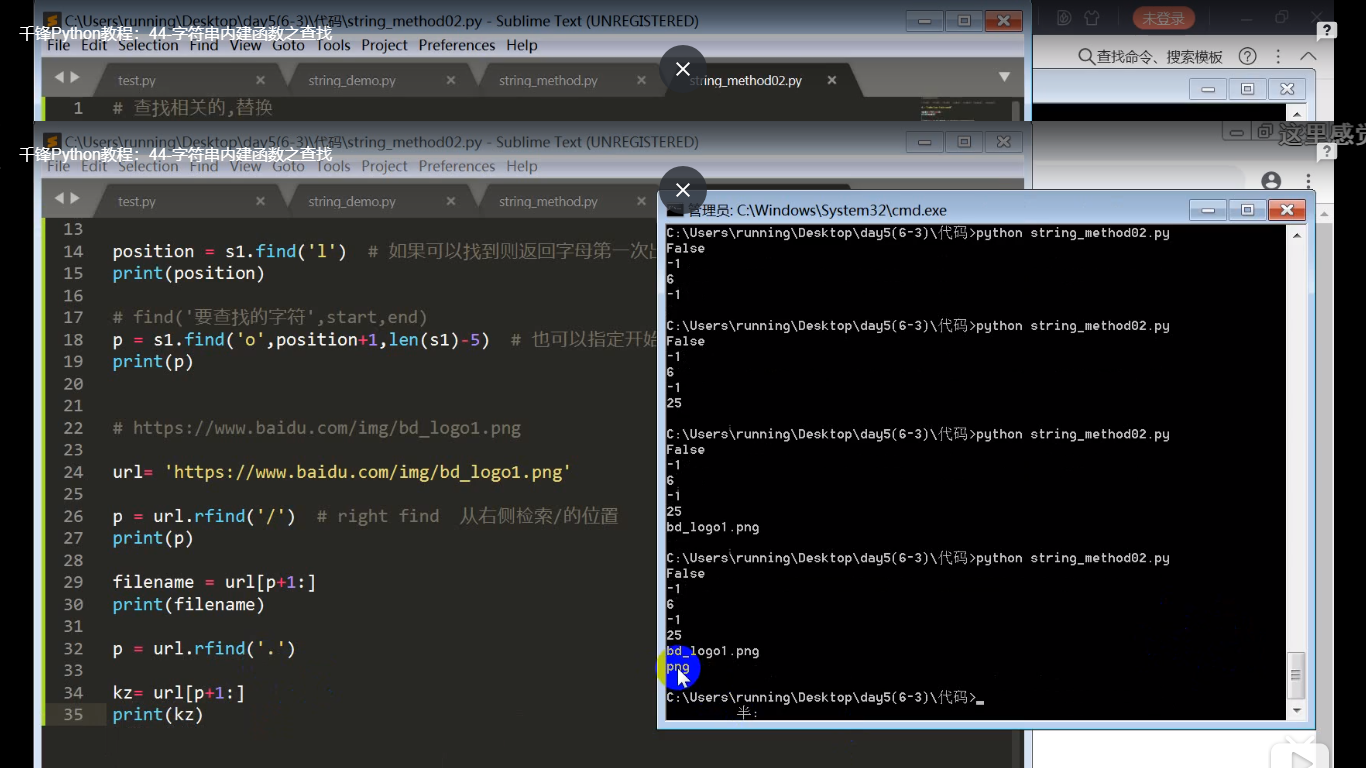 C:\Users\running\Desktop\day5(6-3)\代码\string_method02.py - Sublime Text (UNREGISTERED)
千锋Python教程：44 字符串内建函数之查找
未登录
File Edit Selection Find View Goto Tools Project Preferences Help
查找命令、搜索模板
test.py
string_demo.py
string_method.py
string_method02.py
1 # 查找相关的,替换
C:\Users\running\Desktop\day5(6-3)\代码\string_method02.py - Sublime Text (UNREGISTERED)
这里感
千锋Python教程：44 字符串内建函数之查找
File Edit Selection Find View Goto Tools Project Preferences Help
test.py
string_demo.py
string_method.py
13
14 position = s1.find('l') # 如果可以找到则返回字母第一次
15 print(position)
16
17 # find('要查找的字符',start,end)
18 p = s1.find('o',position+1,len(s1)-5) # 也可以指定开始
19 print(p)
20
21
22 # https://www.baidu.com/img/bd_logo1.png
23
24 url= 'https://www.baidu.com/img/bd_logo1.png'
25
26 p = url.rfind('/') # right find 从右侧检索/的位置
27 print(p)
28
29 filename = url[p+1:]
30 print(filename)
31
32 p = url.rfind('.')
33
34 kz= url[p+1:]
35 print(kz)
管理员: C:\Windows\System32\cmd.exe
C:\Users\running\Desktop\day5(6-3)\代码>python string_method02.py
False
-1
6
-1
C:\Users\running\Desktop\day5(6-3)\代码>python string_method02.py
False
-1
6
-1
25
C:\Users\running\Desktop\day5(6-3)\代码>python string_method02.py
False
-1
6
-1
25
bd_logo1.png
C:\Users\running\Desktop\day5(6-3)\代码>python string_method02.py
False
-1
6
-1
25
bd_logo1.png
png
C:\Users\running\Desktop\day5(6-3)\代码>_
半: